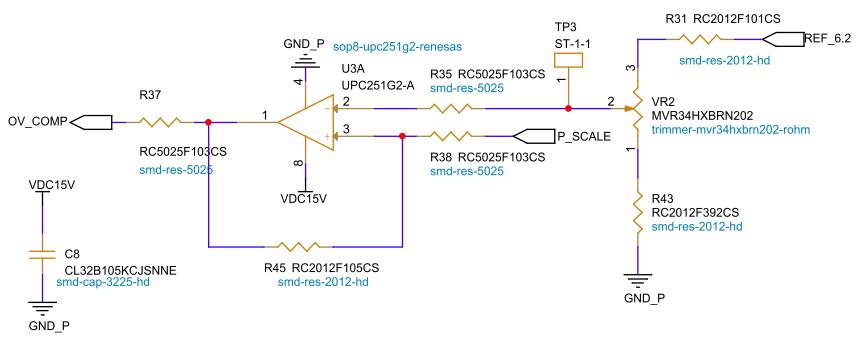 TP3
ST-1-1
1
R31 RC2012F101CS
REF_6.2
smd-res-2012-hd
GND_P
sop8-upc251g2-renesas
4
U3A
UPC251G2-A
R35 RC5025F103CS
smd-res-5025
3
VR2
MVR34HXBRN202
trimmer-mvr34hxbrn202-rohm
2
1
R37
OV_COMP
1
2
3
P_SCALE
RC5025F103CS
smd-res-5025
R38 RC5025F103CS
smd-res-5025
8
VDC15V
VDC15V
R43
RC2012F392CS
smd-res-2012-hd
C8
CL32B105KCJSNNE
smd-cap-3225-hd
R45 RC2012F105CS
smd-res-2012-hd
GND_P
GND_P